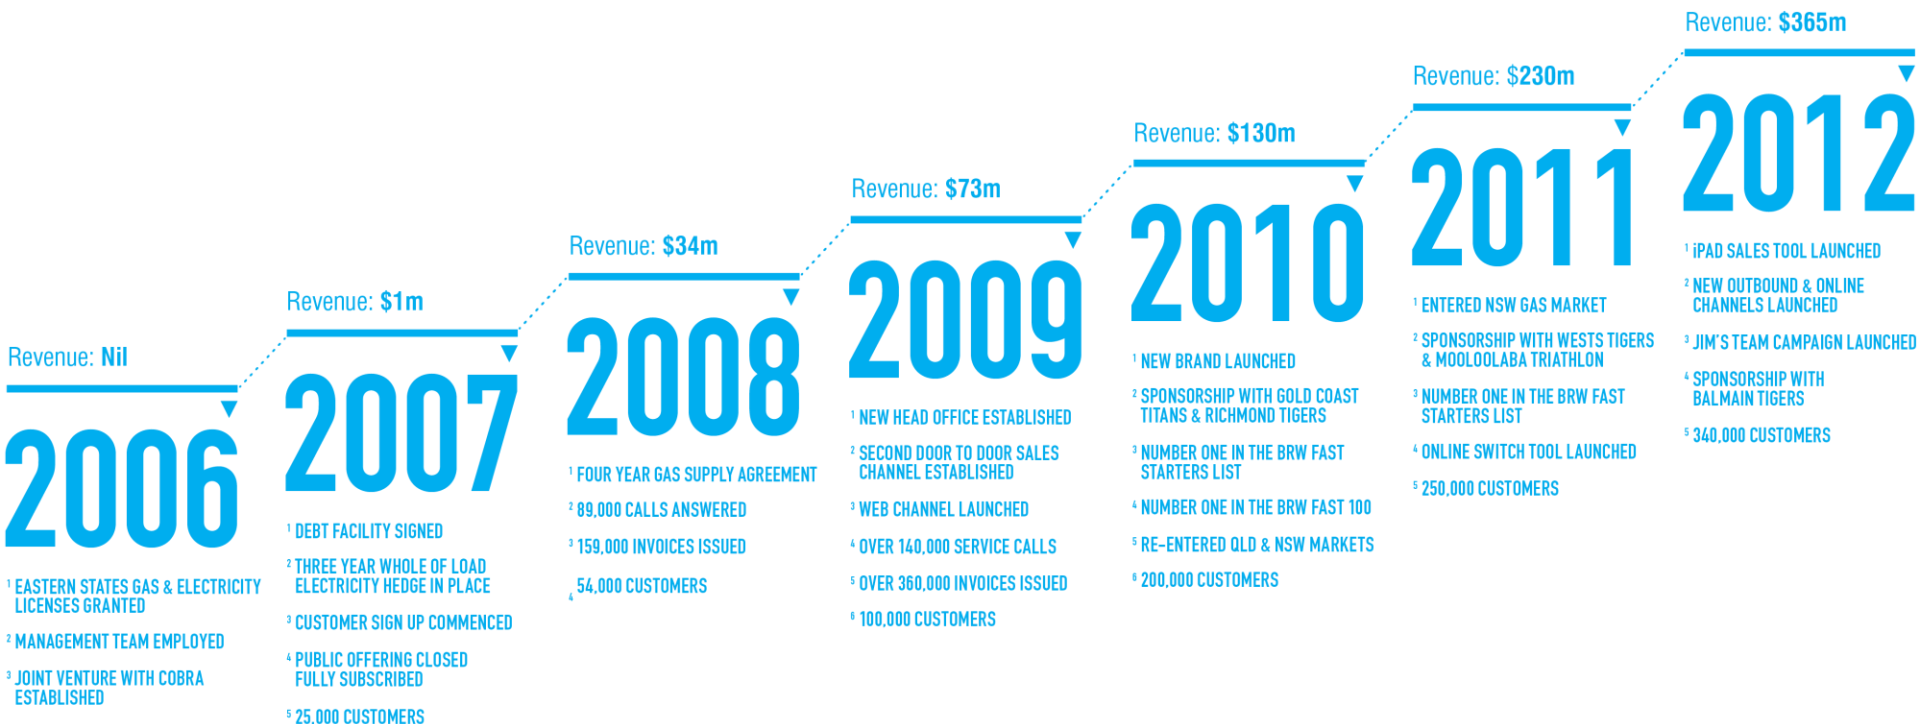 Revenue: Nil
2006
1 EASTERN STATES GAS & ELECTRICITY
LICENSES GRANTED
2 MANAGEMENT TEAM EMPLOYED
3 JOINT VENTURE WITH COBRA
ESTABLISHED
Revenue: $1m
2007
1 DEBT FACILITY SIGNED
2 THREE YEAR WHOLE OF LOAD
ELECTRICITY HEDGE IN PLACE
3 CUSTOMER SIGN UP COMMENCED
4 PUBLIC OFFERING CLOSED
FULLY SUBSCRIBED
5 25,000 CUSTOMERS
Revenue: $34m
2008
1 FOUR YEAR GAS SUPPLY AGREEMENT
2 89,000 CALLS ANSWERED
3 159,000 INVOICES ISSUED
4 54,000 CUSTOMERS
Revenue: $73m
2009
1 NEW HEAD OFFICE ESTABLISHED
2 SECOND DOOR TO DOOR SALES
CHANNEL ESTABLISHED
3 WEB CHANNEL LAUNCHED
4 OVER 140,000 SERVICE CALLS
5 OVER 360,000 INVOICES ISSUED
6 100,000 CUSTOMERS
Revenue: $130m
2010
1 NEW BRAND LAUNCHED
2 SPONSORSHIP WITH GOLD COAST
TITANS & RICHMOND TIGERS
3 NUMBER ONE IN THE BRW FAST
STARTERS LIST
4 NUMBER ONE IN THE BRW FAST 100
5 RE-ENTERED QLD & NSW MARKETS
6 200,000 CUSTOMERS
Revenue: $230m
2011
1 ENTERED NSW GAS MARKET
2 SPONSORSHIP WITH WESTS TIGERS
& MOOLOOLABA TRIATHLON
3 NUMBER ONE IN THE BRW FAST
STARTERS LIST
4 ONLINE SWITCH TOOL LAUNCHED
5 250,000 CUSTOMERS
Revenue: $365m
2012
1 iPAD SALES TOOL LAUNCHED
2 NEW OUTBOUND & ONLINE
CHANNELS LAUNCHED
3 JIM'S TEAM CAMPAIGN LAUNCHED
4 SPONSORSHIP WITH
BALMAIN TIGERS
5 340,000 CUSTOMERS